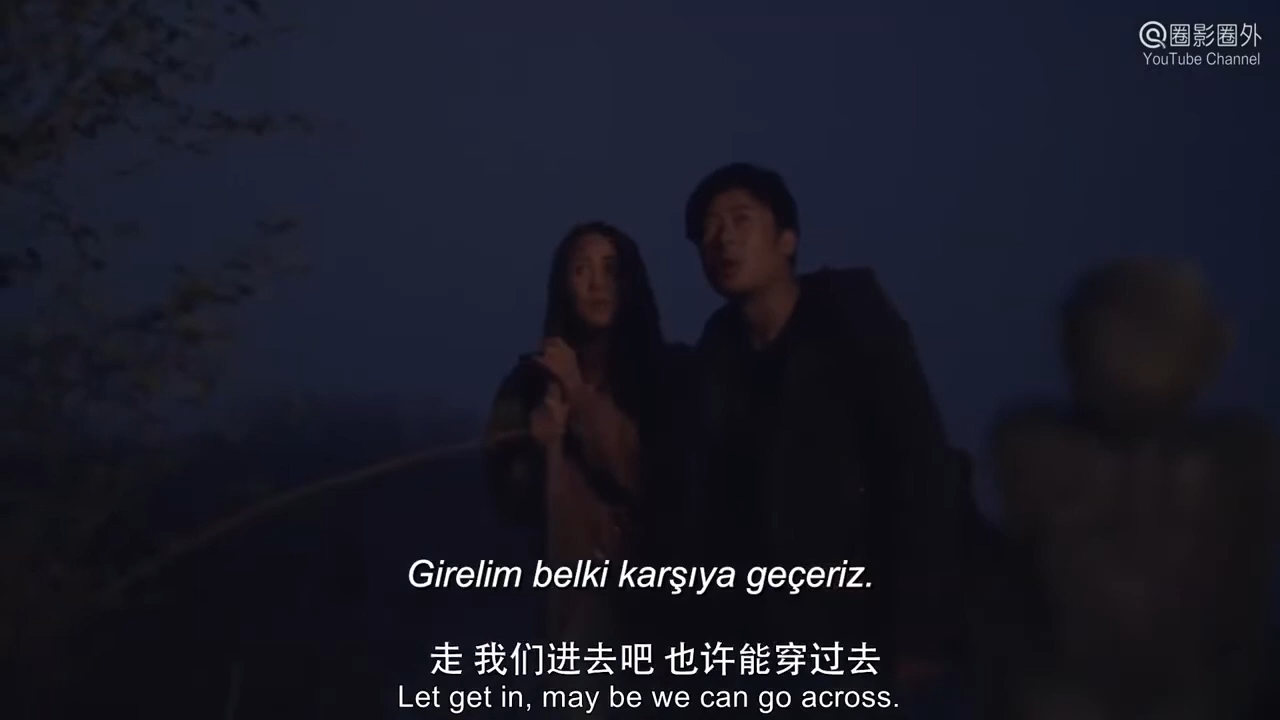 圈影圈外
YouTube Channel
Girelim belki karşıya geçeriz.
走 我们进去吧 也许能穿过去
Let get in, may be we can go across.